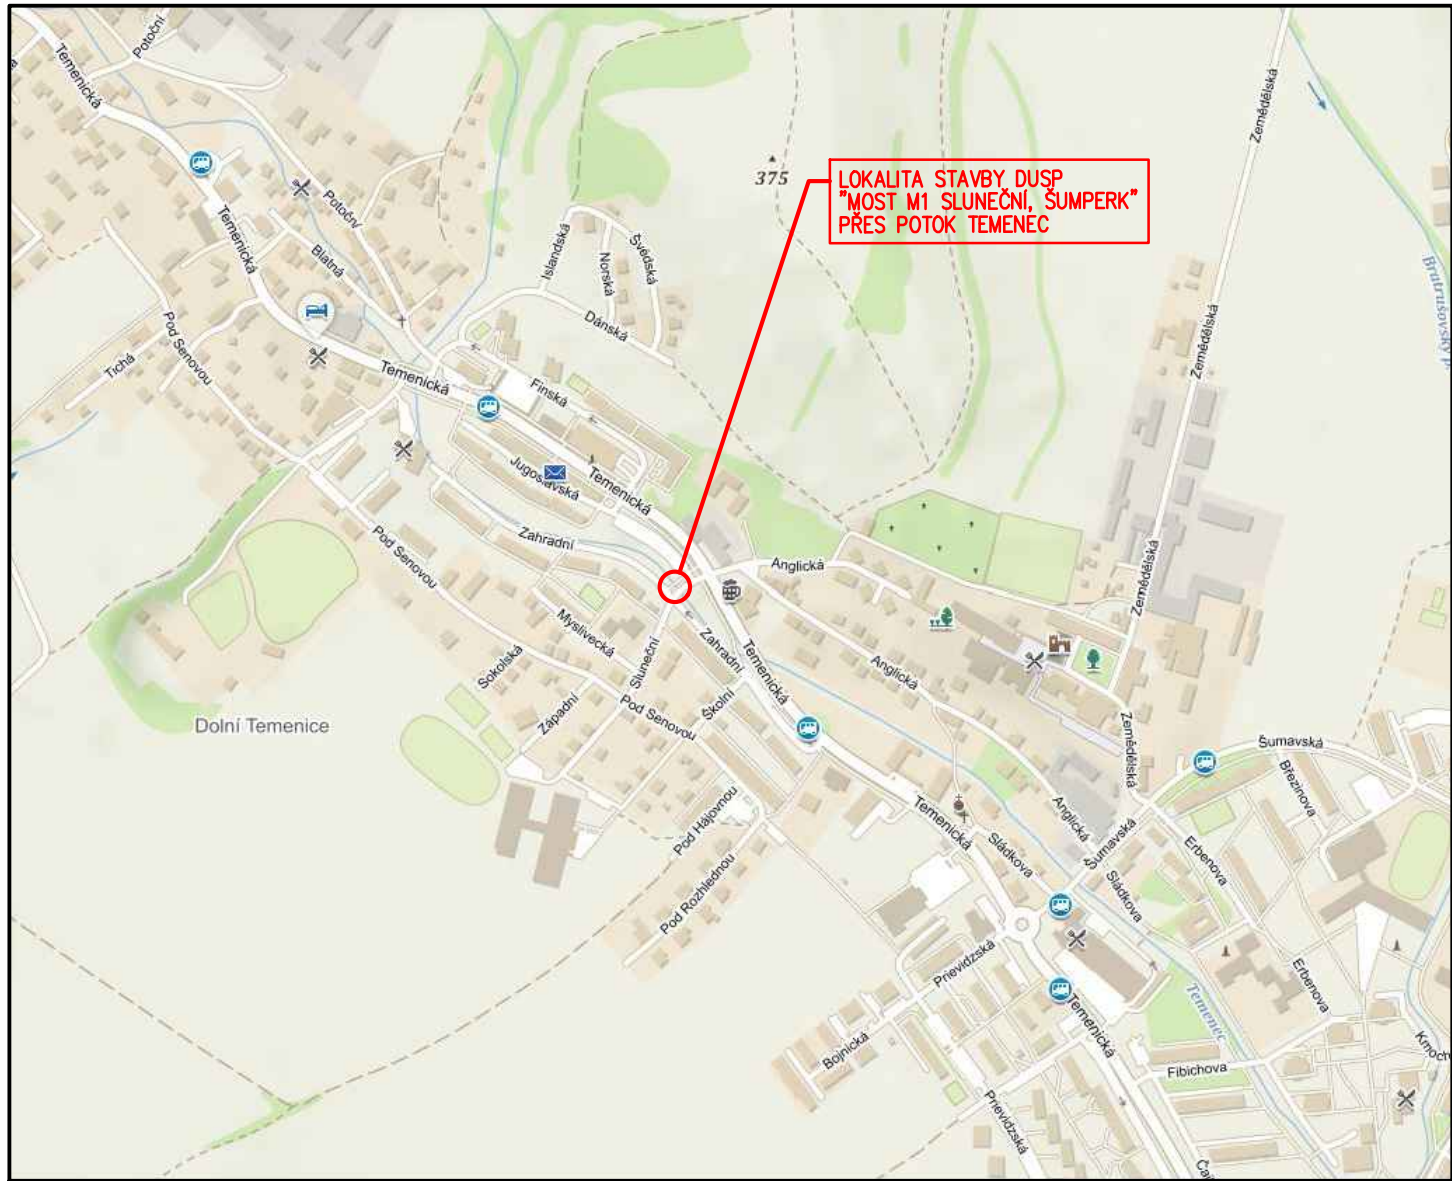 Potoční
Temenická
Zemědělská
375
LOKALITA STAVBY DUSP
"MOST M1 SLUNEČNÍ, ŠUMPERK"
PŘES POTOK TEMENEC
Potoční
Temenická
Blatná
Islandská
Norská
Švédská
Dánská
Bratrušovský p.
Zemědělská
Pod Senovou
Tichá
Temenická
Finská
Jugoslávská
Temenická
Zahradní
Pod Senovou
Anglická
Zemědělská
Myslivecká
Sluneční
Zahradní
Temenická
Anglická
Sokolská
Západní
Pod Senovou
Školní
Dolní Temenice
Zemědělská
Šumavská
Březinova
Pod Hájovnou
Temenická
Sládkova
Anglická
Šumavská
Erbenova
Pod Rozhlednou
Sládkova
Prievidzská
Erbenova
Temenická
Temenec
Bojnická
Fibichova
Kmoch
Prievidzská